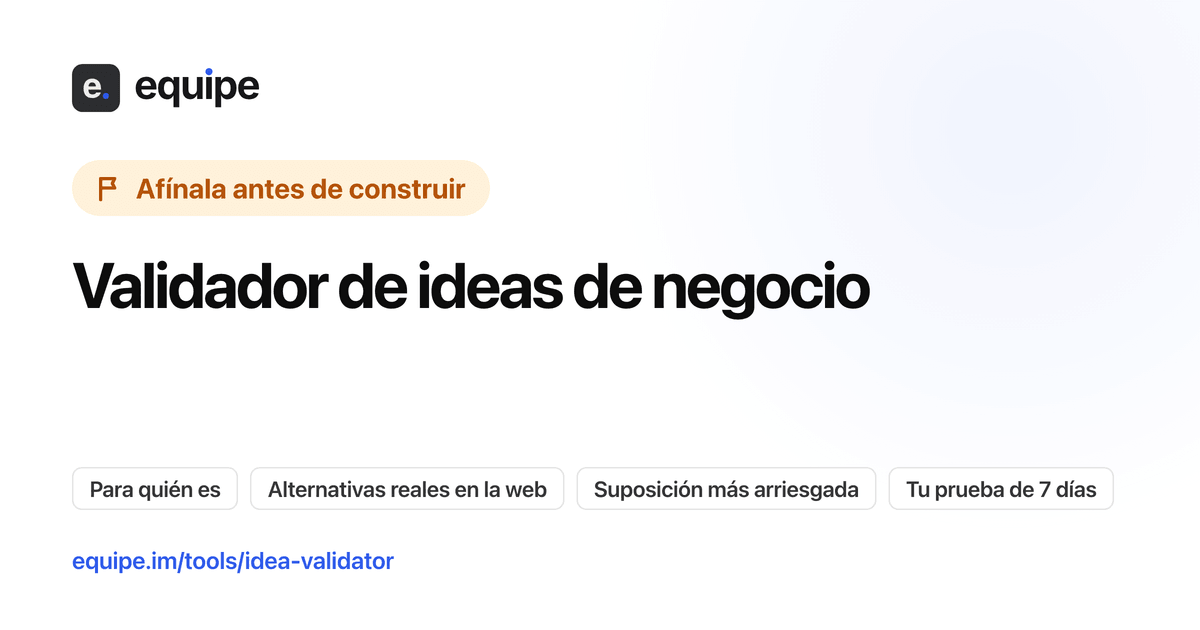 e. equipe
Afínala antes de construir
Validador de ideas de negocio
Para quién es
Alternativas reales en la web
Suposición más arriesgada
Tu prueba de 7 días
equipe.im/tools/idea-validator